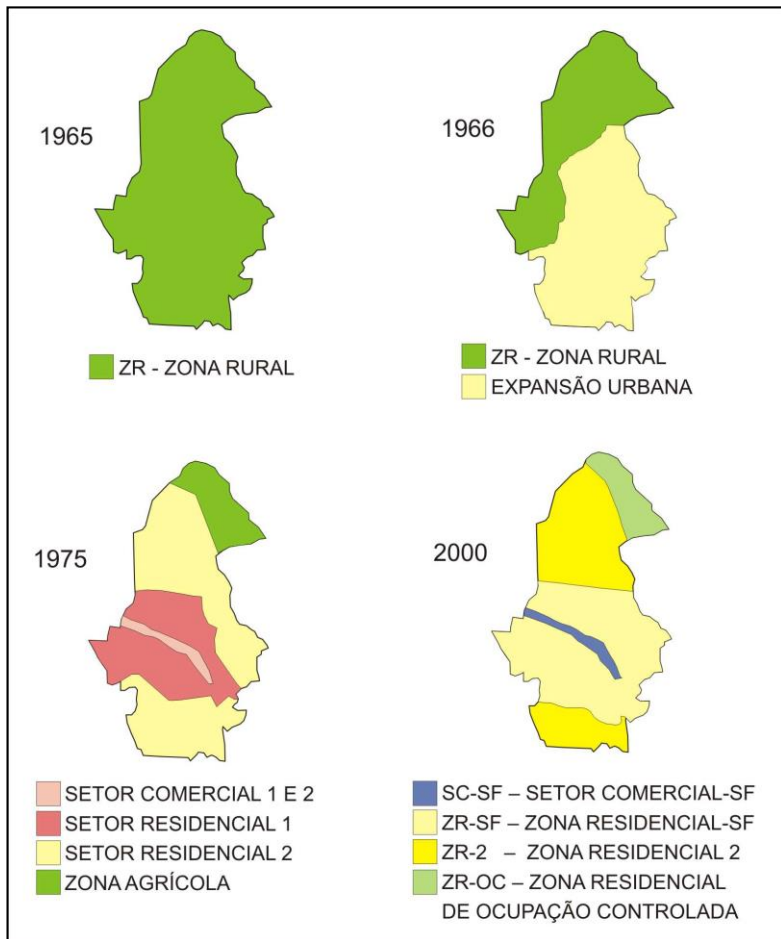 1965
ZR - ZONA RURAL
1966
ZR - ZONA RURAL
EXPANSÃO URBANA
1975
SETOR COMERCIAL 1 E 2
SETOR RESIDENCIAL 1
SETOR RESIDENCIAL 2
ZONA AGRÍCOLA
2000
SC-SF – SETOR COMERCIAL-SF
ZR-SF – ZONA RESIDENCIAL-SF
ZR-2 – ZONA RESIDENCIAL 2
ZR-OC – ZONA RESIDENCIAL
DE OCUPAÇÃO CONTROLADA